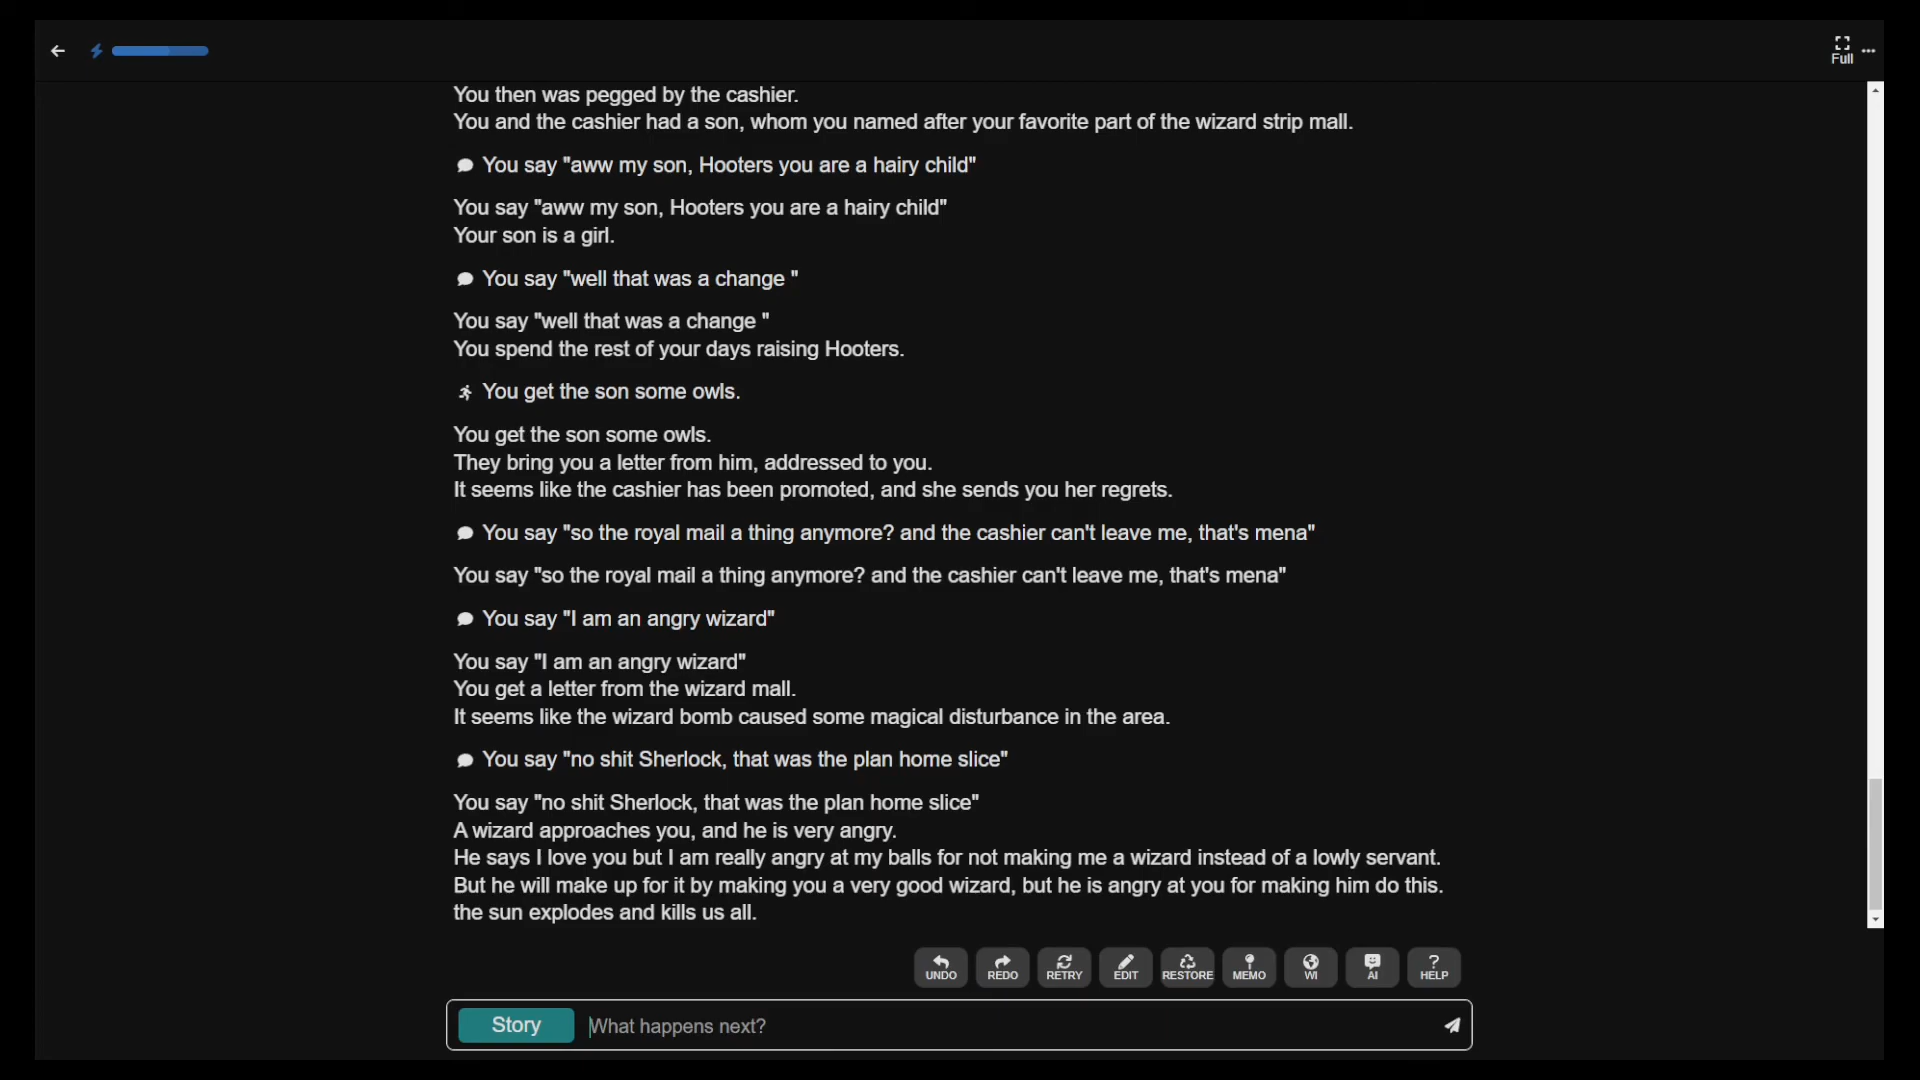 Full
You then was pegged by the cashier.
You and the cashier had a son, whom you named after your favorite part of the wizard strip mall.
You say "aww my son, Hooters you are a hairy child"
You say "aww my son, Hooters you are a hairy child"
Your son is a girl.
You say "well that was a change "
You say "well that was a change "
You spend the rest of your days raising Hooters.
You get the son some owls.
You get the son some owls.
They bring you a letter from him, addressed to you.
It seems like the cashier has been promoted, and she sends you her regrets.
You say "so the royal mail a thing anymore? and the cashier can't leave me, that's mena"
You say "so the royal mail a thing anymore? and the cashier can't leave me, that's mena"
You say "I am an angry wizard"
You say "I am an angry wizard"
You get a letter from the wizard mall.
It seems like the wizard bomb caused some magical disturbance in the area.
You say "no shit Sherlock, that was the plan home slice"
You say "no shit Sherlock, that was the plan home slice"
A wizard approaches you, and he is very angry.
He says I love you but I am really angry at my balls for not making me a wizard instead of a lowly servant.
But he will make up for it by making you a very good wizard, but he is angry at you for making him do this.
the sun explodes and kills us all.
UNDO REDO RETRY EDIT RESTORE MEMO WI AI HELP
Story What happens next?